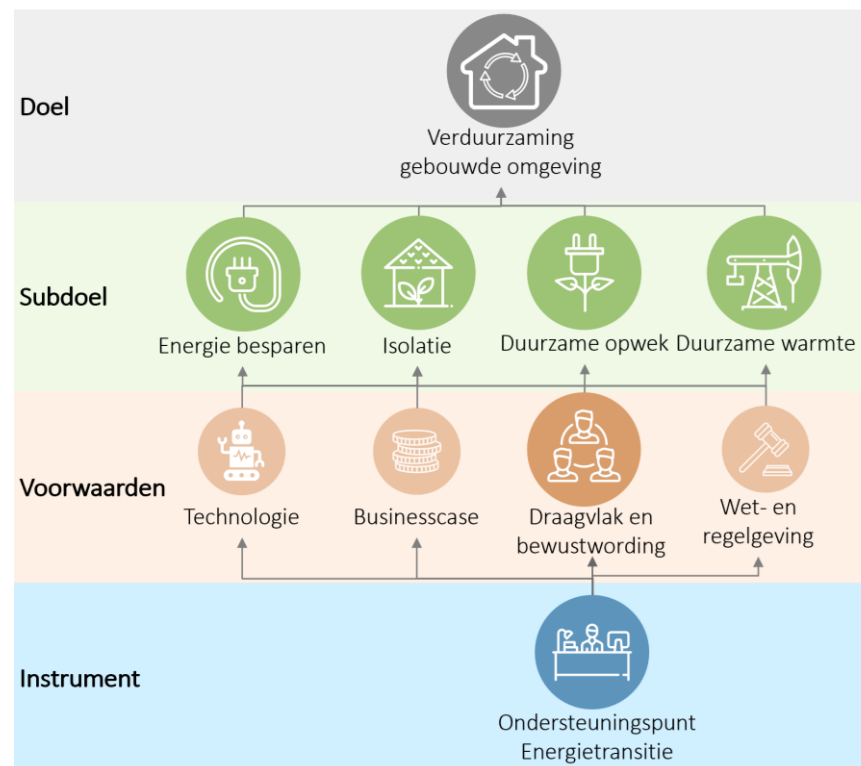 Doel
Verduurzaming
gebouwde omgeving
Subdoel
Energie besparen
Isolatie
Duurzame opwek
Duurzame warmte
Voorwaarden
Technologie
Businesscase
Draagvlak en
bewustwording
Wet- en
regelgeving
Instrument
Ondersteuningspunt
Energietransitie